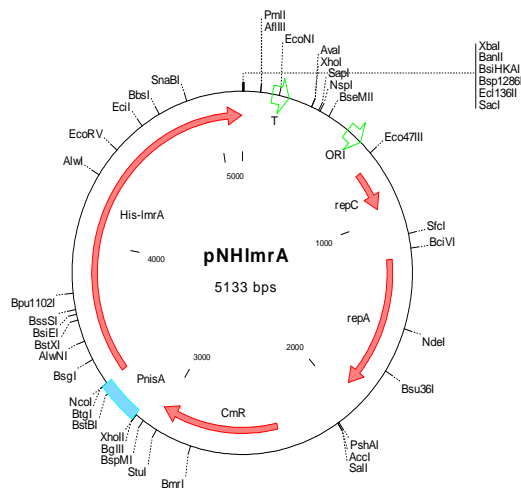 PmlI
AflIII
EcoNI
AvaI
XhoI
SapI
NspI
BseMII
XbaI
BanII
BsiHKAI
Bsp1286I
Ecl136II
SacI
SnaBI
BbsI
EciI
EcoRV
AlwI
T
ORI
Eco47III
repC
SfcI
BciVI
repA
NdeI
Bsu36I
PshAI
AccI
SalI
5000
1000
2000
3000
4000
His-lmrA
pNHlmrA
5133 bps
Bpu1102I
BssSI
BsiEI
BstXI
AlwNI
BsgI
PnisA
NcoI
BtgI
BstBI
CmR
XhoII
BglII
BspMI
StuI
BmrI